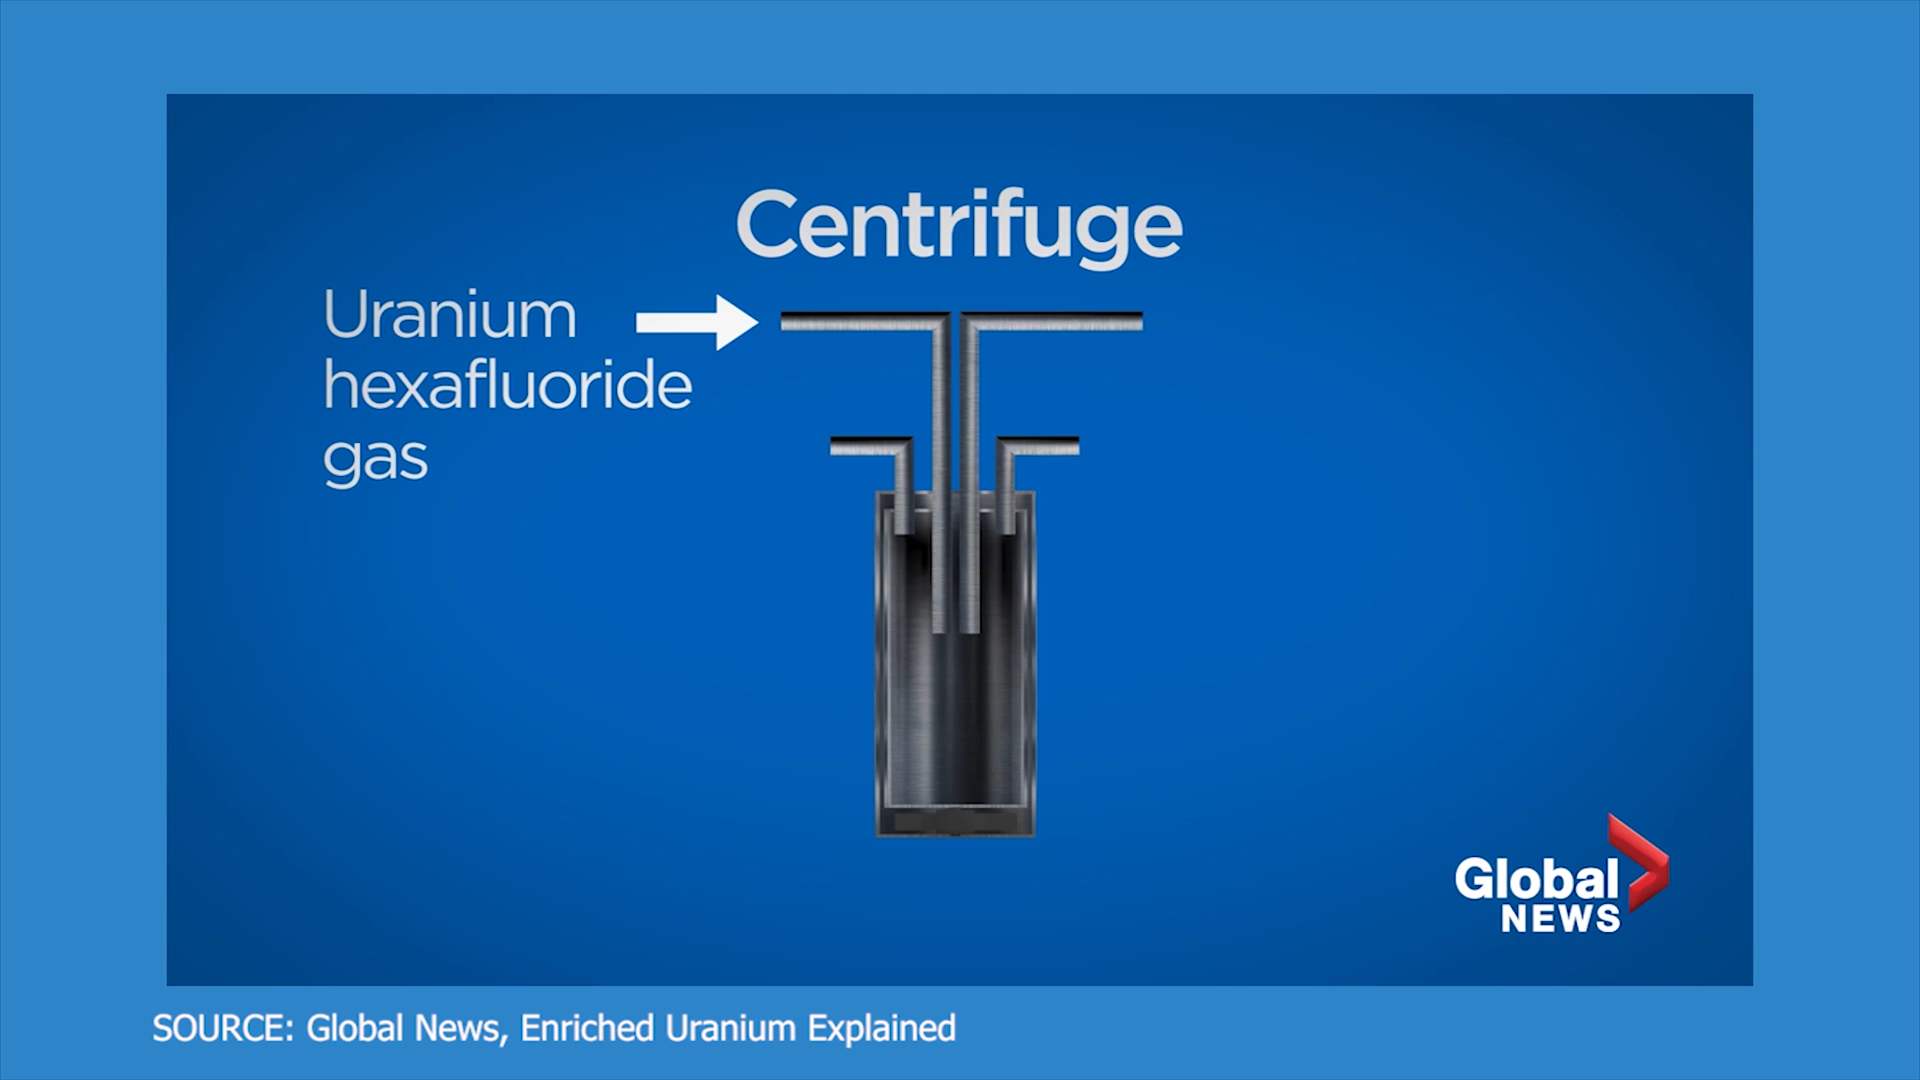 Centrifuge
Uranium
hexafluoride
gas
Global
NEWS
SOURCE: Global News, Enriched Uranium Explained